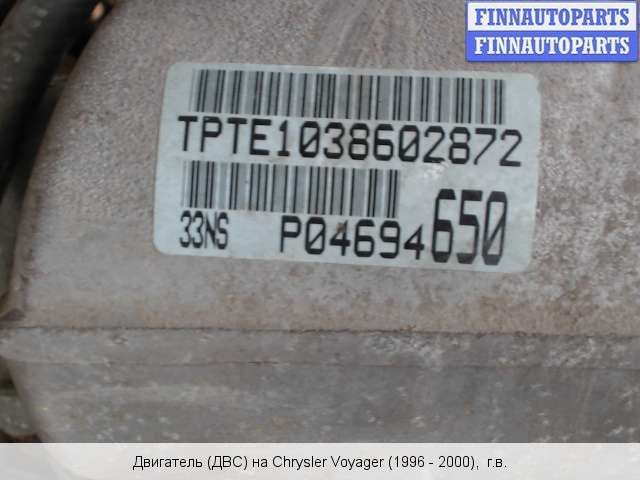 FINNAUTOPARTS
FINNAUTOPARTS
TPTE1038602872
33NS P04694650
Двигатель (ДВС) на Chrysler Voyager (1996 - 2000), г.в.